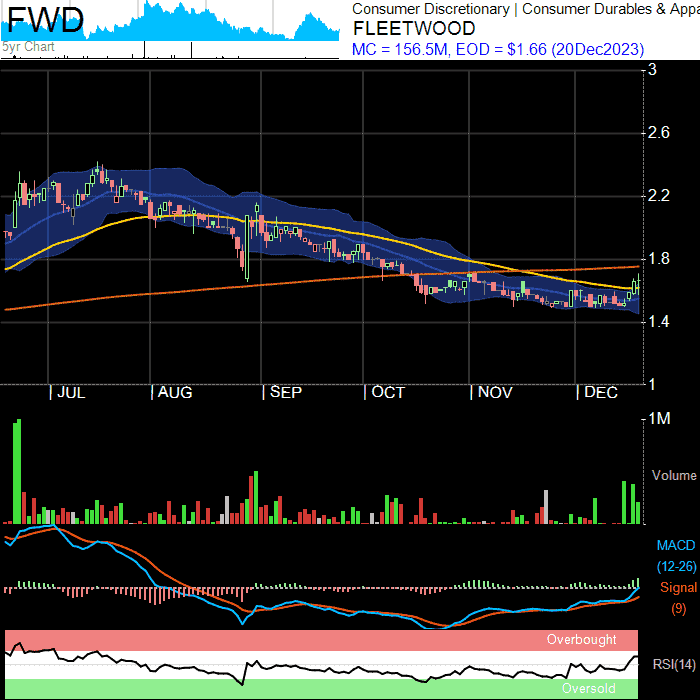 FWD
5yr Chart
Consumer Discretionary | Consumer Durables & Appa
FLEETWOOD
MC = 156.5M, EOD = $1.66 (20Dec2023)
3
2.6
2.2
1.8
1.4
1
| JUL | AUG | SEP | OCT | NOV | DEC
1M
Volume
MACD
(12-26)
Signal
(9)
Overbought
RSI(14)
Oversold